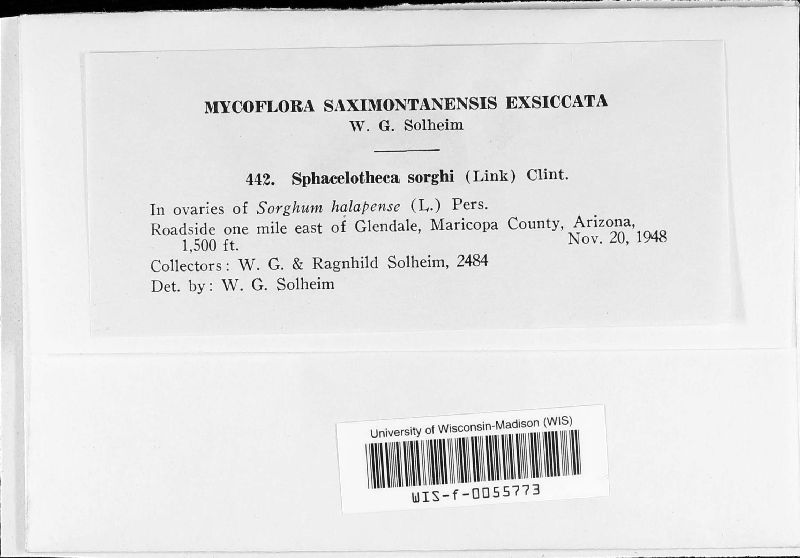 MYCOFLORA SAXIMONTANENSIS EXSICCATA
W. G. Solheim
442. Sphacelotheca sorghi (Link) Clint.
In ovaries of Sorghum halapense (L.) Pers.
Roadside one mile east of Glendale, Maricopa County, Arizona,
1,500 ft. Nov. 20, 1948
Collectors: W. G. & Ragnhild Solheim, 2484
Det. by: W. G. Solheim
University of Wisconsin-Madison (WIS)
WIS-f-0055773